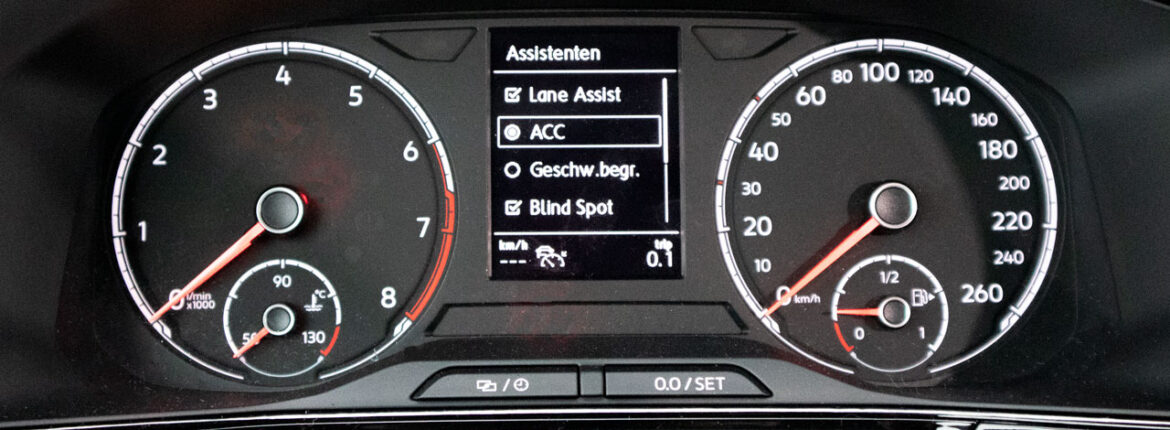 0
1
2
3
4
5
6
7
8
1/min
x1000
50
90
130
°C
Assistenten
Lane Assist
ACC
Geschw.begr.
Blind Spot
km/h
---
trip
0.1
0
10
20
30
40
50
60
80
100
120
140
160
180
200
220
240
260
km/h
0
1/2
1
/
0.0 / SET